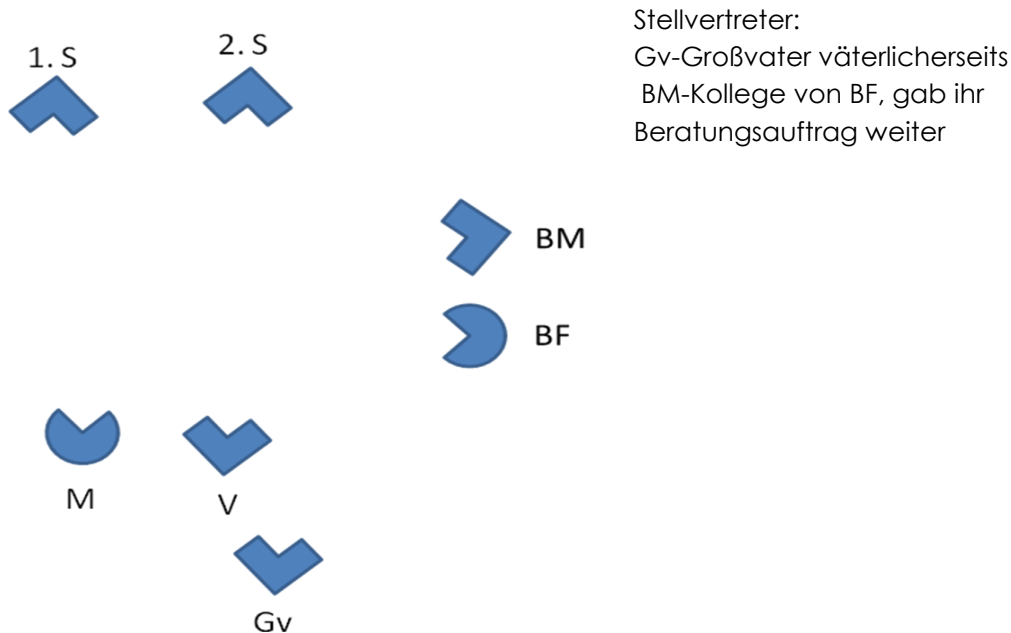 Stellvertreter:
Gv-Großvater väterlicherseits
BM-Kollege von BF, gab ihr
Beratungsauftrag weiter
1. S
2. S
BM
BF
M
V
Gv